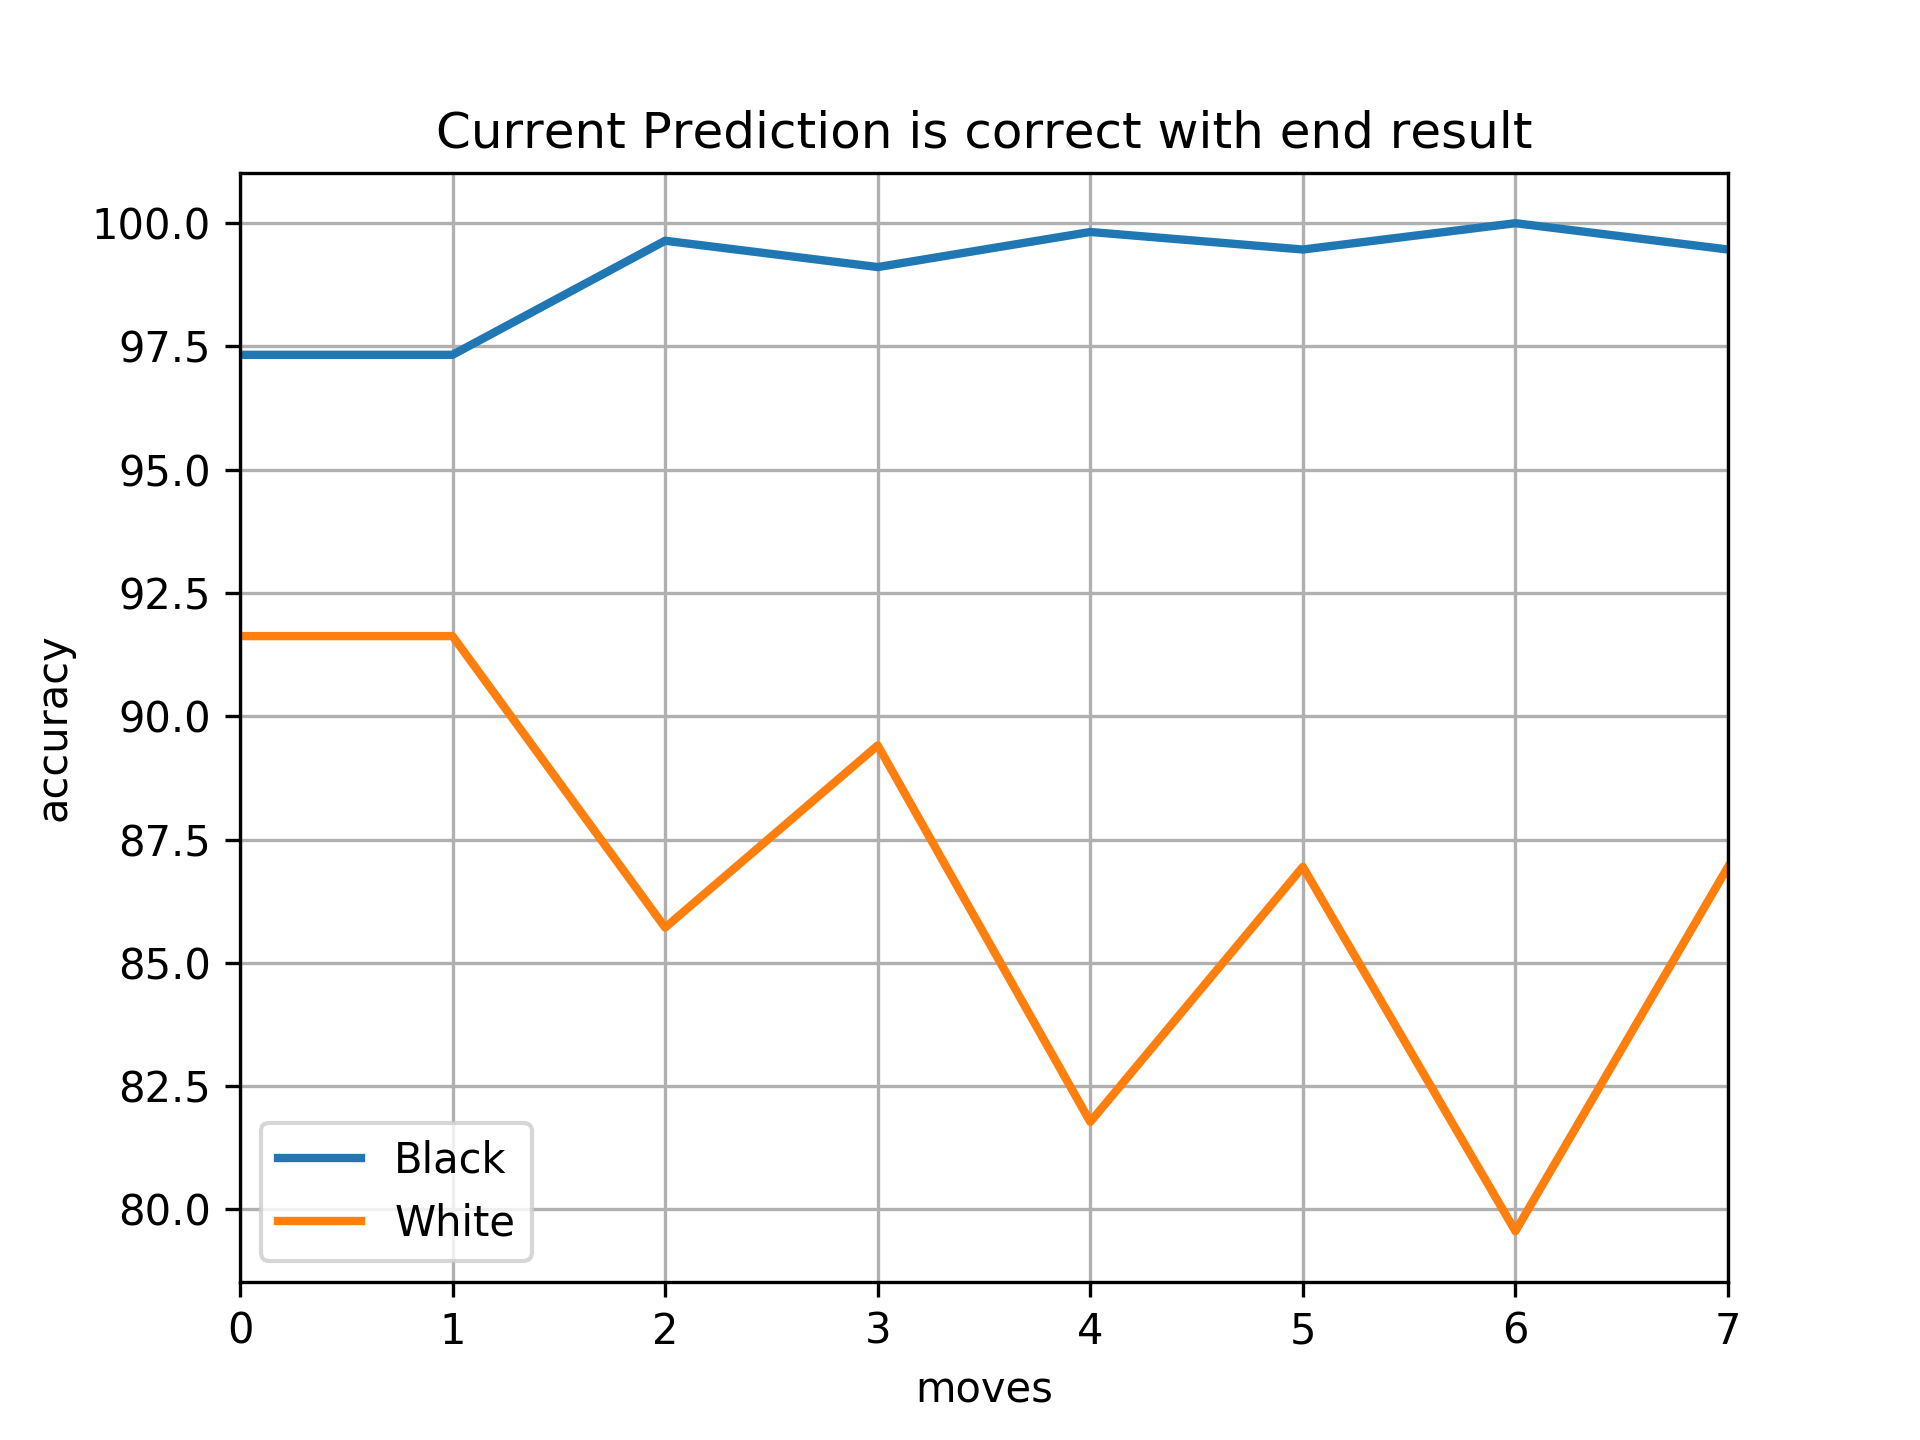 Current Prediction is correct with end result
100.0
97.5
95.0
92.5
90.0
87.5
85.0
82.5
80.0
accuracy
Black
White
0 1 2 3 4 5 6 7
moves